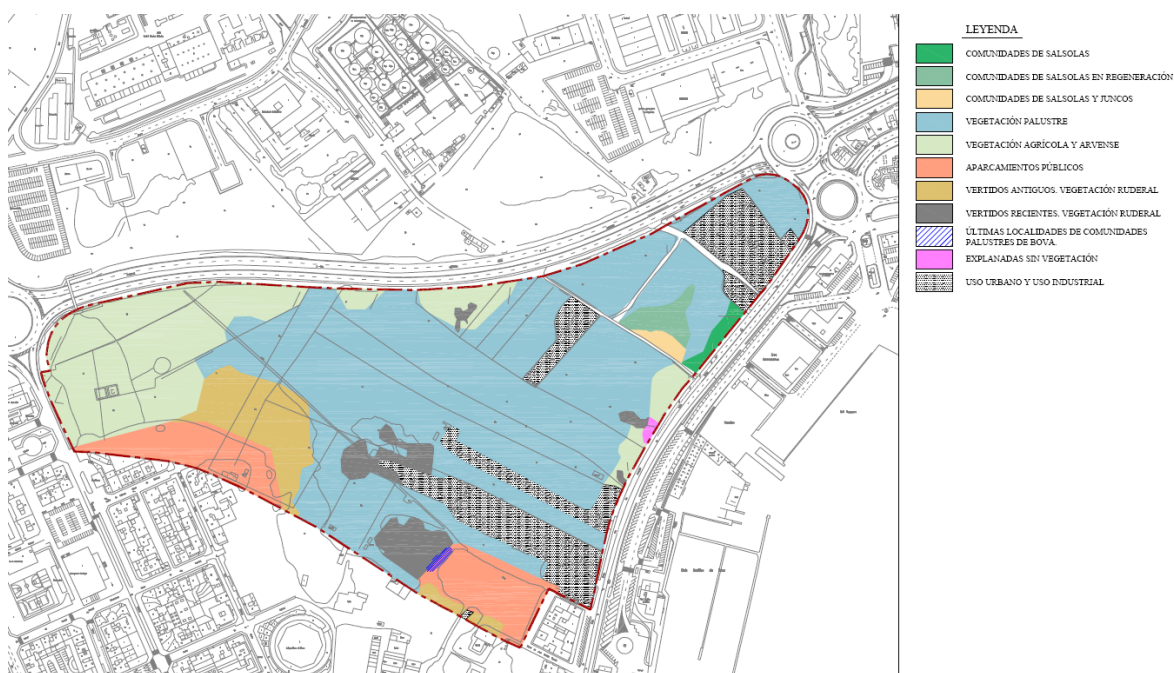 LEYENDA
COMUNIDADES DE SALSOLAS
COMUNIDADES DE SALSOLAS EN REGENERACIÓN
COMUNIDADES DE SALSOLAS Y JUNCOS
VEGETACIÓN PALUSTRE
VEGETACIÓN AGRÍCOLA Y ARVENSE
APARCAMIENTOS PÚBLICOS
VERTIDOS ANTIGUOS. VEGETACIÓN RUDERAL
VERTIDOS RECIENTES. VEGETACIÓN RUDERAL
ÚLTIMAS LOCALIDADES DE COMUNIDADES
PALUSTRES DE BOVA.
EXPLANADAS SIN VEGETACIÓN
USO URBANO Y USO INDUSTRIAL